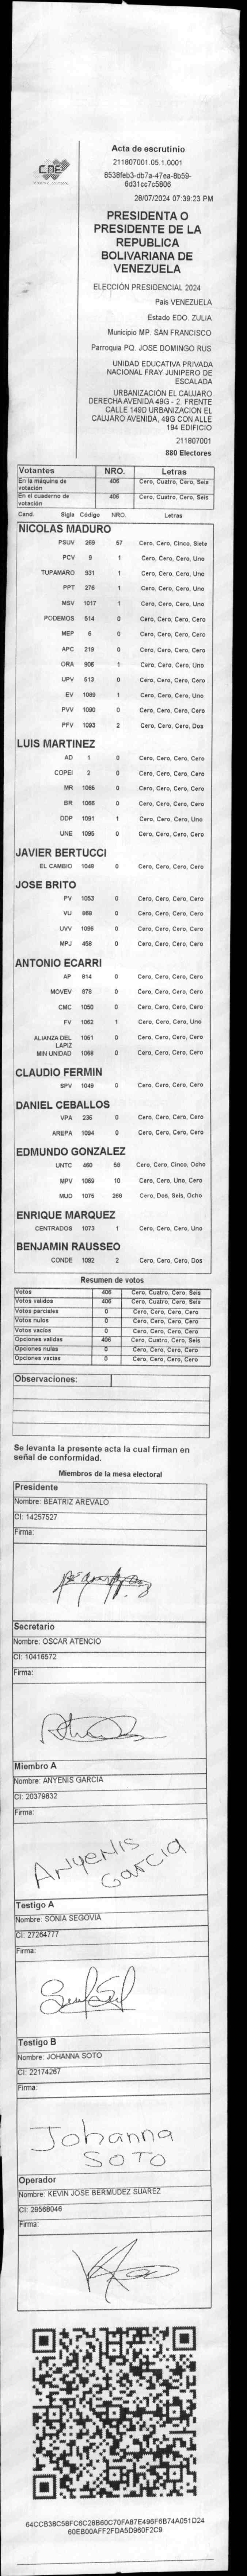 Acta de escrutinio
211807001.05.1.0001
8538feb3-db7a-47ea-8b59-
6d31cc7c5806
28/07/2024 07:39:23 PM
CNE
PRESIDENTA O
PRESIDENTE DE LA
REPUBLICA
BOLIVARIANA DE
VENEZUELA
ELECCIÓN PRESIDENCIAL 2024
Pais VENEZUELA
Estado EDO. ZULIA
Municipio MP. SAN FRANCISCO
Parroquia PQ. JOSE DOMINGO RUS
UNIDAD EDUCATIVA PRIVADA
NACIONAL FRAY JUNIPERO DE
ESCALADA
URBANIZACION EL CAUJARO
DERECHA AVENIDA 49G - 2. FRENTE
CALLE 149D URBANIZACION EL
CAUJARO AVENIDA, 49G CON ALLE
194 EDIFICIO
211807001
880 Electores
Votantes NRO. Letras
En la máquina de votación 406 Cero, Cuatro, Cero, Seis
En el cuaderno de votación 406 Cero, Cuatro, Cero, Seis
Cand. Sigla Código NRO. Letras
NICOLAS MADURO
PSUV 269 57 Cero, Cero, Cinco, Siete
PCV 9 1 Cero, Cero, Cero, Uno
TUPAMARO 931 1 Cero, Cero, Cero, Uno
PPT 276 1 Cero, Cero, Cero, Uno
MSV 1017 1 Cero, Cero, Cero, Uno
PODEMOS 514 0 Cero, Cero, Cero, Cero
MEP 6 0 Cero, Cero, Cero, Cero
APC 219 0 Cero, Cero, Cero, Cero
ORA 906 1 Cero, Cero, Cero, Uno
UPV 513 0 Cero, Cero, Cero, Cero
EV 1089 1 Cero, Cero, Cero, Uno
PVV 1090 0 Cero, Cero, Cero, Cero
PFV 1093 2 Cero, Cero, Cero, Dos
LUIS MARTINEZ
AD 1 0 Cero, Cero, Cero, Cero
COPEI 2 0 Cero, Cero, Cero, Cero
MR 1065 0 Cero, Cero, Cero, Cero
BR 1066 0 Cero, Cero, Cero, Cero
DDP 1091 1 Cero, Cero, Cero, Uno
UNE 1095 0 Cero, Cero, Cero, Cero
JAVIER BERTUCCI
EL CAMBIO 1048 0 Cero, Cero, Cero, Cero
JOSE BRITO
PV 1053 0 Cero, Cero, Cero, Cero
VU 868 0 Cero, Cero, Cero, Cero
UVV 1096 0 Cero, Cero, Cero, Cero
MPJ 458 0 Cero, Cero, Cero, Cero
ANTONIO ECARRI
AP 814 0 Cero, Cero, Cero, Cero
MOVEV 878 0 Cero, Cero, Cero, Cero
CMC 1050 0 Cero, Cero, Cero, Cero
FV 1062 1 Cero, Cero, Cero, Uno
ALIANZA DEL LAPIZ 1051 0 Cero, Cero, Cero, Cero
MIN UNIDAD 1068 0 Cero, Cero, Cero, Cero
CLAUDIO FERMIN
SPV 1049 0 Cero, Cero, Cero, Cero
DANIEL CEBALLOS
VPA 236 0 Cero, Cero, Cero, Cero
AREPA 1094 0 Cero, Cero, Cero, Cero
EDMUNDO GONZALEZ
UNTC 460 58 Cero, Cero, Cinco, Ocho
MPV 1069 10 Cero, Cero, Uno, Cero
MUD 1075 268 Cero, Dos, Seis, Ocho
ENRIQUE MARQUEZ
CENTRADOS 1073 1 Cero, Cero, Cero, Uno
BENJAMIN RAUSSEO
CONDE 1092 2 Cero, Cero, Cero, Dos
Resumen de votos
Votos 406 Cero, Cuatro, Cero, Seis
Votos validos 406 Cero, Cuatro, Cero, Seis
Votos parciales 0 Cero, Cero, Cero, Cero
Votos nulos 0 Cero, Cero, Cero, Cero
Votos vacios 0 Cero, Cero, Cero, Cero
Opciones validas 406 Cero, Cuatro, Cero, Seis
Opciones nulas 0 Cero, Cero, Cero, Cero
Opciones vacias 0 Cero, Cero, Cero, Cero
Observaciones:
Se levanta la presente acta la cual firman en
señal de conformidad.
Miembros de la mesa electoral
Presidente
Nombre: BEATRIZ AREVALO
CI: 14257527
Firma:
Secretario
Nombre: OSCAR ATENCIO
CI: 10416572
Firma:
Miembro A
Nombre: ANYENIS GARCIA
CI: 20379832
Firma:
Anyenis
Garcia
Testigo A
Nombre: SONIA SEGOVIA
CI: 27264777
Firma:
Testigo B
Nombre: JOHANNA SOTO
CI: 22174267
Firma:
Johanna
SOTO
Operador
Nombre: KEVIN JOSE BERMUDEZ SUAREZ
CI: 29568046
Firma:
64CCB38C58FC6C28B60C70FA87E496F6B74A051D24
60EB00AFF2FDA5D960F2C9